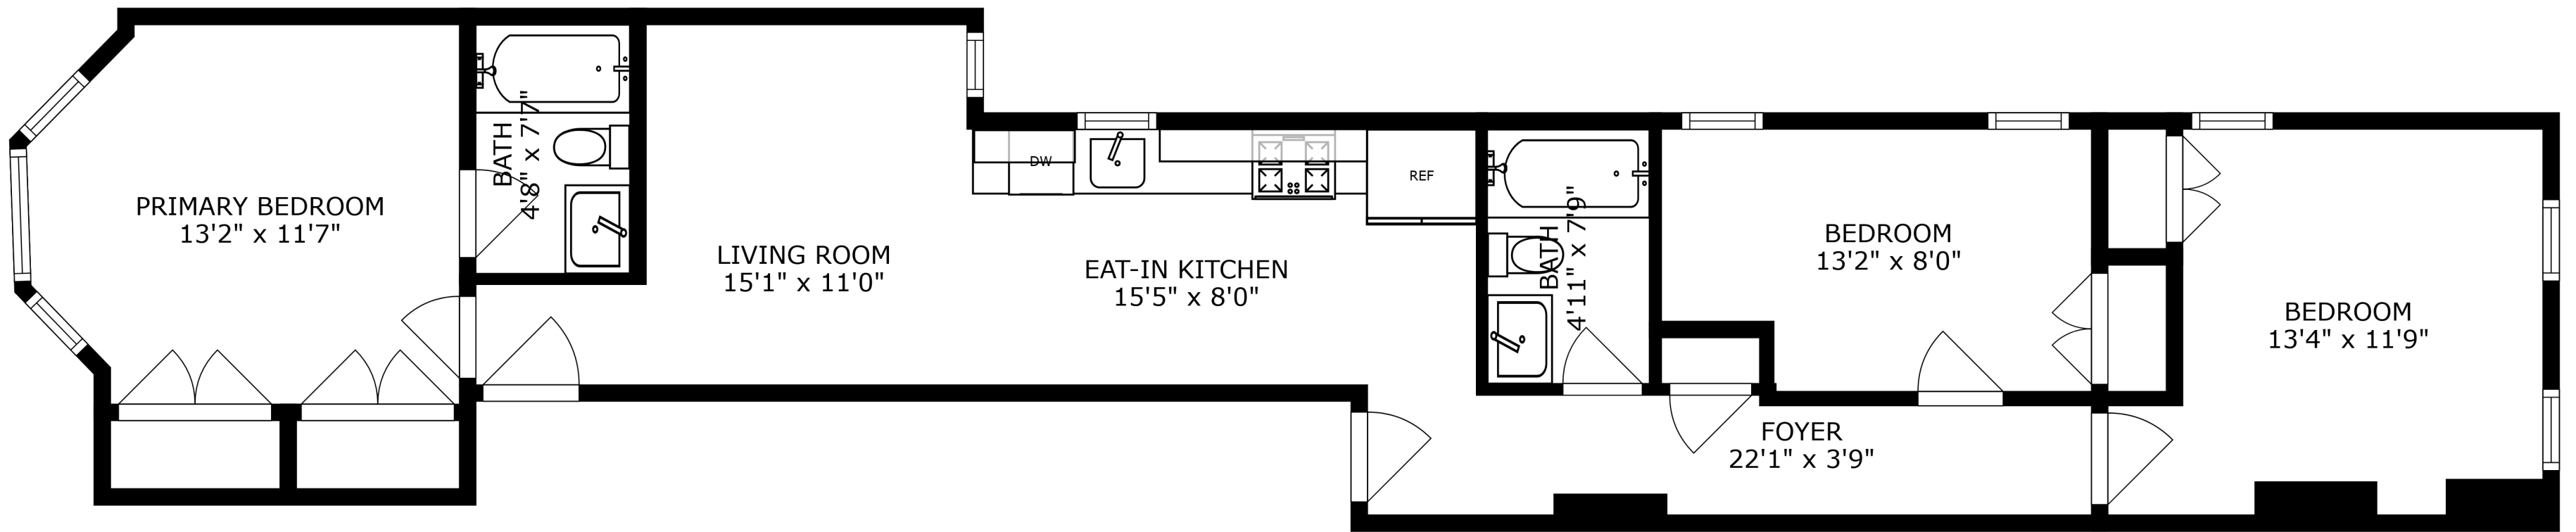 PRIMARY BEDROOM
13'2" x 11'7"
BATH
4'8" x 7'7"
LIVING ROOM
15'1" x 11'0"
DW
EAT-IN KITCHEN
15'5" x 8'0"
REF
BATH
4'11" x 7'9"
BEDROOM
13'2" x 8'0"
FOYER
22'1" x 3'9"
BEDROOM
13'4" x 11'9"